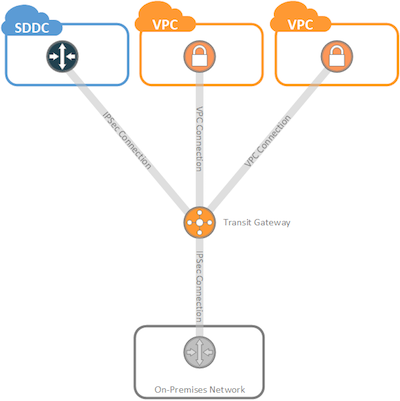 SDDC
VPC
VPC
IPSec Connection
VPC Connection
VPC Connection
Transit Gateway
IPSec Connection
On-Premises Network